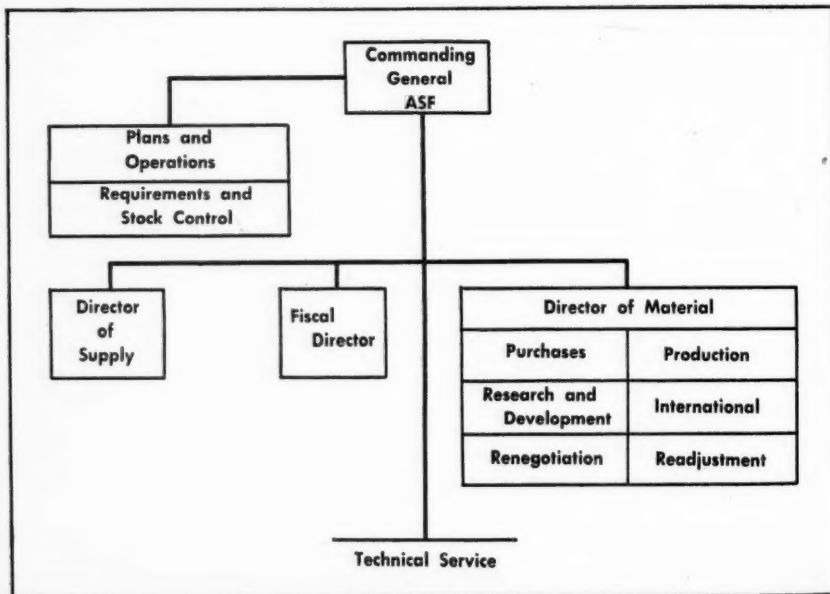 Commanding
General
ASF
Plans and
Operations
Requirements and
Stock Control
Director
of
Supply
Fiscal
Director
Director of Material
Purchases
Production
Research and
Development
International
Renegotiation
Readjustment
Technical Service